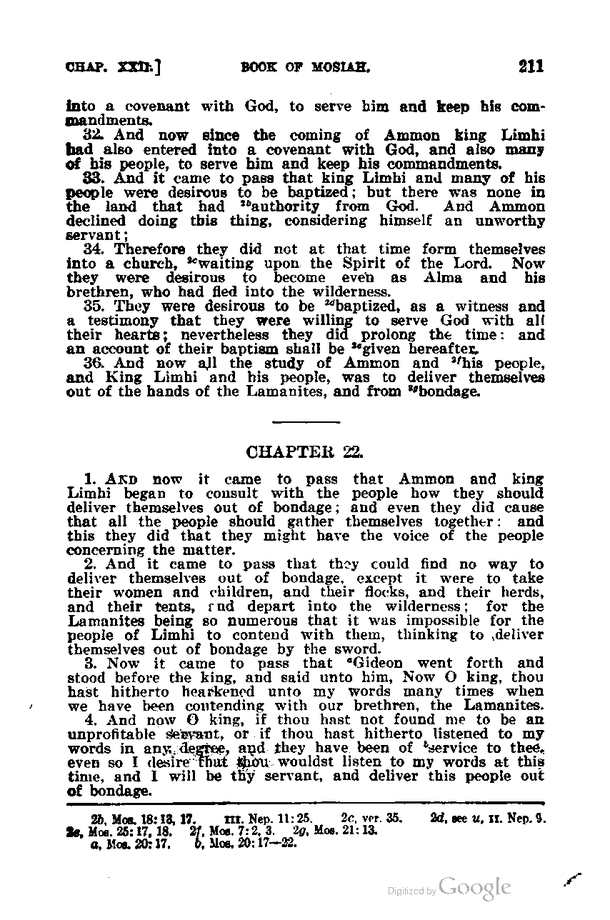 CHAP. XXII.] BOOK OF MOSIAH. 211
into a covenant with God, to serve him and keep his com-
mandments.
32. And now since the coming of Ammon king Limhi
had also entered into a covenant with God, and also many
of his people, to serve him and keep his commandments.
33. And it came to pass that king Limhi and many of his
people were desirous to be baptized; but there was none in
the land that had 2bauthority from God. And Ammon
declined doing this thing, considering himself an unworthy
servant;
34. Therefore they did not at that time form themselves
into a church, 2cwaiting upon the Spirit of the Lord. Now
they were desirous to become even as Alma and his
brethren, who had fled into the wilderness.
35. They were desirous to be 2dbaptized, as a witness and
a testimony that they were willing to serve God with all
their hearts; nevertheless they did prolong the time: and
an account of their baptism shall be 2egiven hereafter.
36. And now all the study of Ammon and 2fhis people,
and King Limhi and his people, was to deliver themselves
out of the hands of the Lamanites, and from 2gbondage.
CHAPTER 22.
1. AND now it came to pass that Ammon and king
Limhi began to consult with the people how they should
deliver themselves out of bondage; and even they did cause
that all the people should gather themselves together: and
this they did that they might have the voice of the people
concerning the matter.
2. And it came to pass that they could find no way to
deliver themselves out of bondage, except it were to take
their women and children, and their flocks, and their herds,
and their tents, and depart into the wilderness; for the
Lamanites being so numerous that it was impossible for the
people of Limhi to contend with them, thinking to deliver
themselves out of bondage by the sword.
3. Now it came to pass that aGideon went forth and
stood before the king, and said unto him, Now O king, thou
hast hitherto hearkened unto my words many times when
we have been contending with our brethren, the Lamanites.
4. And now O king, if thou hast not found me to be an
unprofitable servant, or if thou hast hitherto listened to my
words in any degree, and they have been of bservice to thee,
even so I desire that thou wouldst listen to my words at this
time, and I will be thy servant, and deliver this people out
of bondage.
2b, Mos. 18:13, 17. III. Nep. 11:25. 2c, ver. 35. 2d, see u, II. Nep. 9.
2e, Mos. 25:17, 18. 2f, Mos. 7:2, 3. 2g, Mos. 21:13.
a, Mos. 20:17. b, Mos. 20:17—22.
Digitized by Google